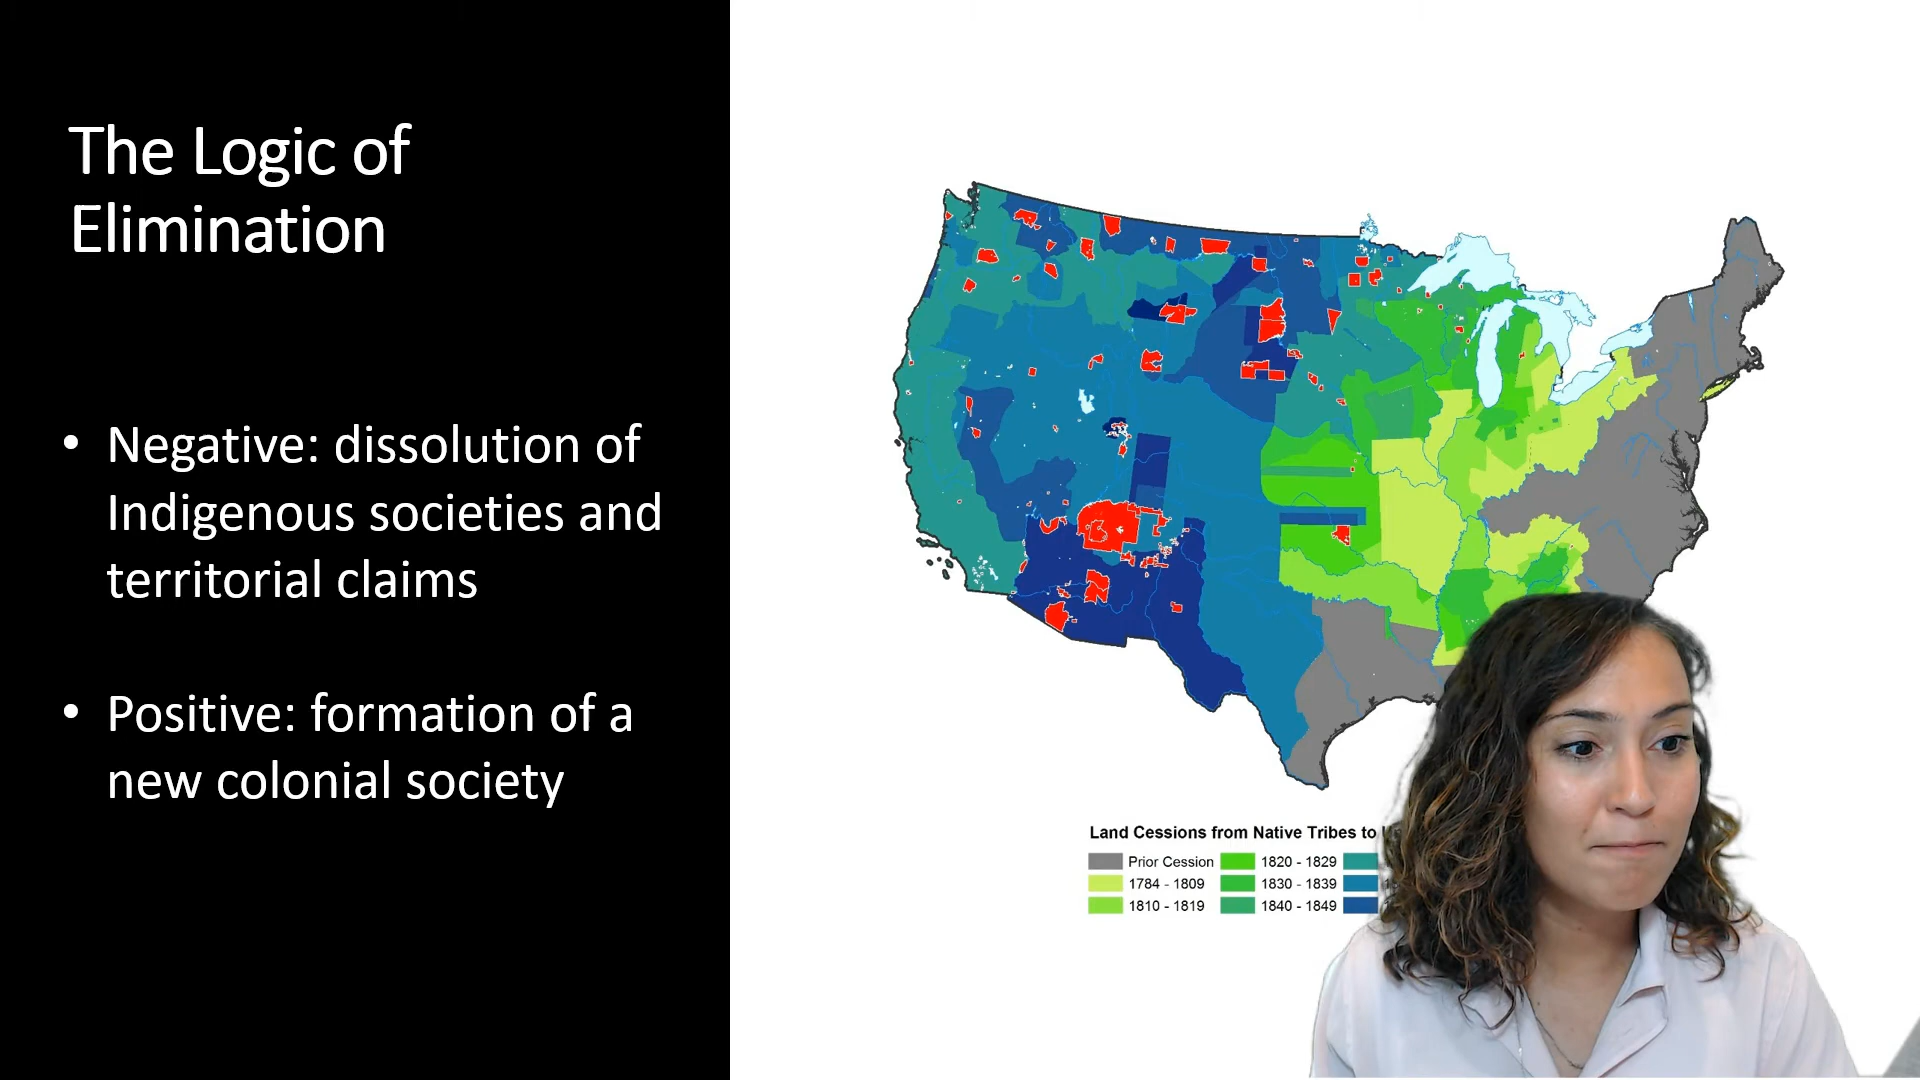 The Logic of
Elimination
• Negative: dissolution of
Indigenous societies and
territorial claims
• Positive: formation of a
new colonial society
Land Cessions from Native Tribes to
Prior Cession 1820 - 1829
1784 - 1809 1830 - 1839
1810 - 1819 1840 - 1849